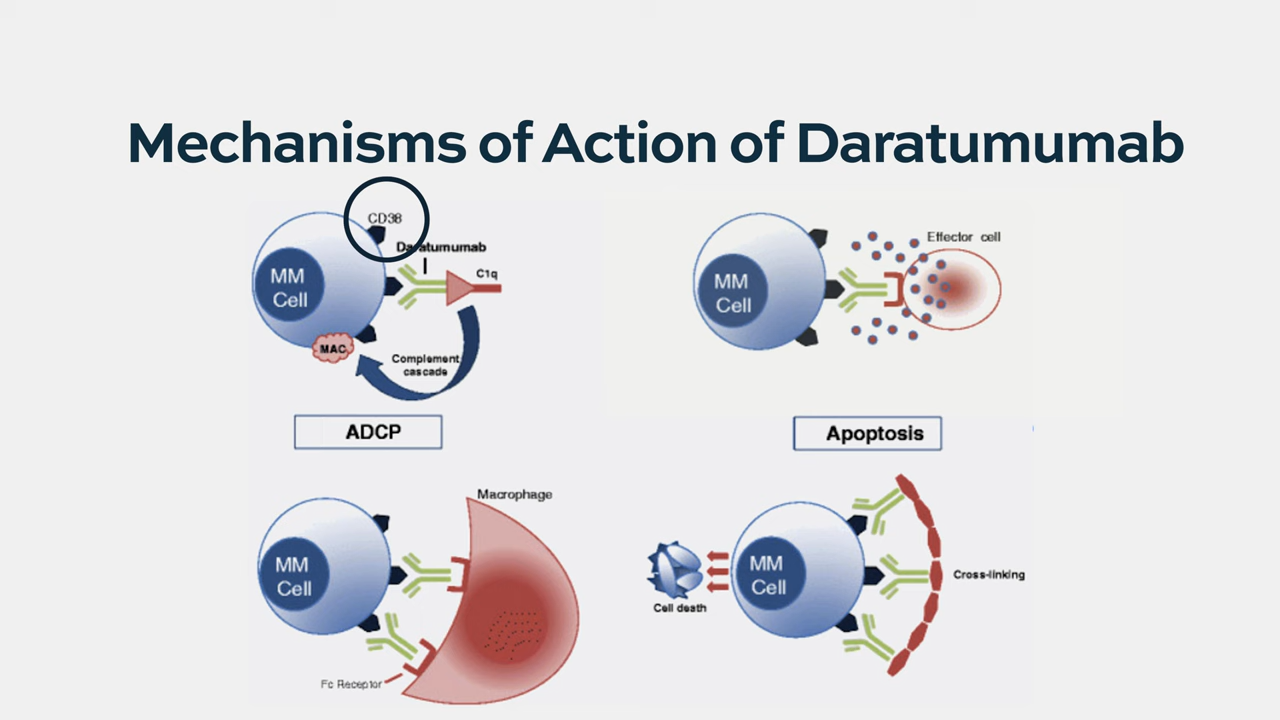 Mechanisms of Action of Daratumumab
CD38
Daratumumab
C1q
MM
Cell
MAC
Complement
cascade
Effector cell
MM
Cell
ADCP
Apoptosis
Macrophage
MM
Cell
Fc Receptor
MM
Cell
Cell death
Cross-linking